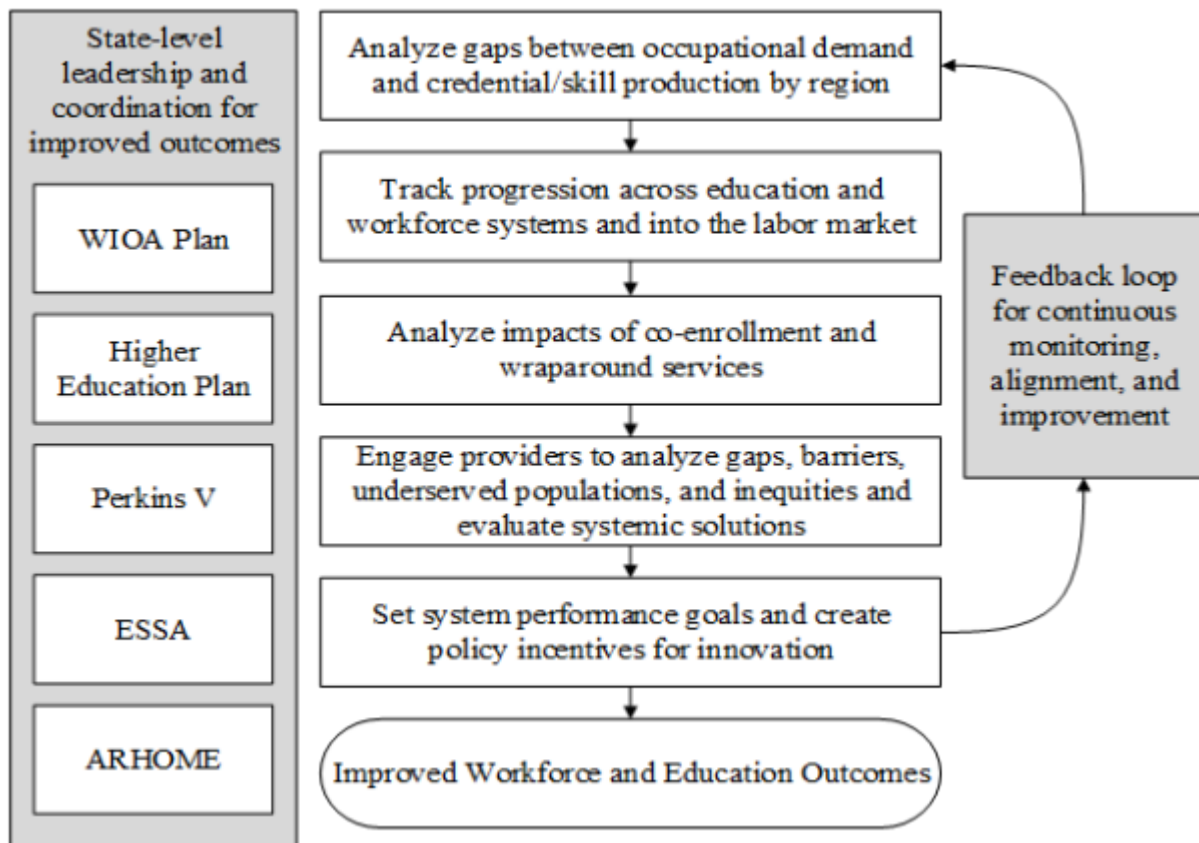 State-level
leadership and
coordination for
improved outcomes
WIOA Plan
Higher
Education Plan
Perkins V
ESSA
ARHOME
Analyze gaps between occupational demand
and credential/skill production by region
Track progression across education and
workforce systems and into the labor market
Analyze impacts of co-enrollment and
wraparound services
Engage providers to analyze gaps, barriers,
underserved populations, and inequities and
evaluate systemic solutions
Set system performance goals and create
policy incentives for innovation
Improved Workforce and Education Outcomes
Feedback loop
for continuous
monitoring,
alignment, and
improvement